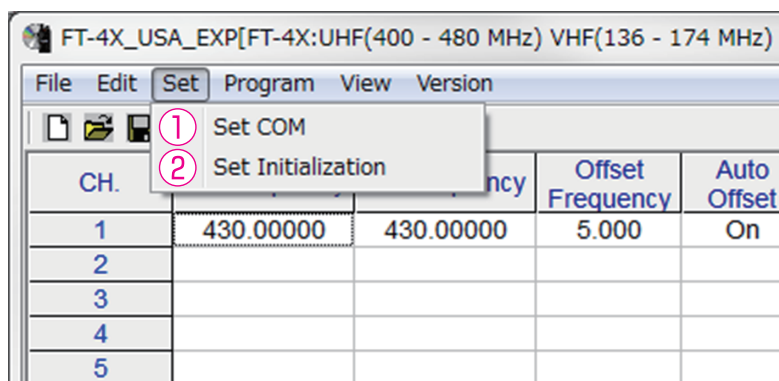 FT-4X_USA_EXP[FT-4X:UHF(400 - 480 MHz) VHF(136 - 174 MHz)
File Edit Set Program View Version
① Set COM
② Set Initialization
CH. Offset Frequency Auto Offset
1 430.00000 430.00000 5.000 On
2
3
4
5